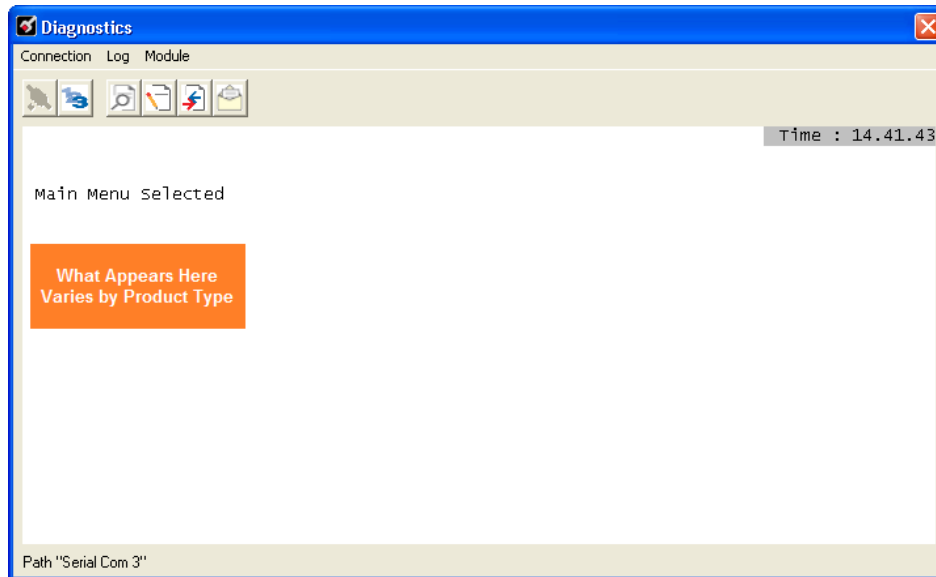 Diagnostics
Connection Log Module
Time : 14.41.43
Main Menu Selected
What Appears Here
Varies by Product Type
Path "Serial Com 3"